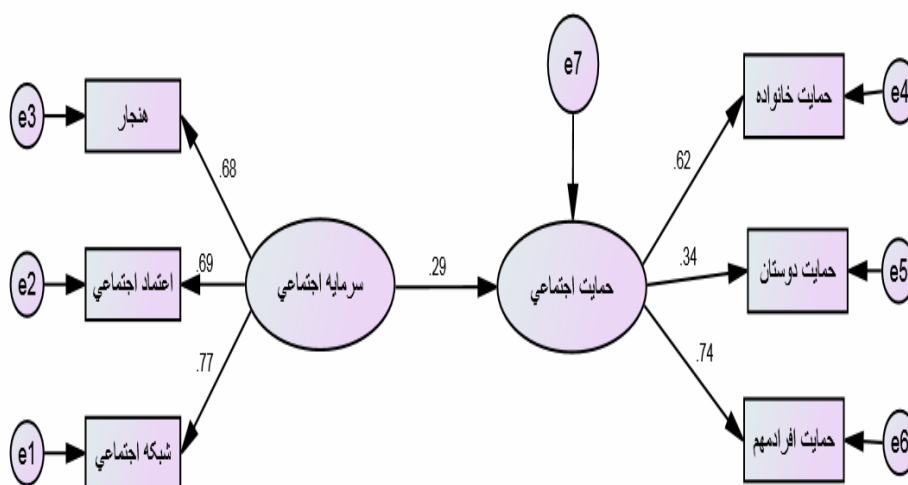 e7
e3
هنجار
حمايت خانواده
e4
.68
.62
e2
اعتماد اجتماعي
.69
سرمايه اجتماعي
.29
حمايت اجتماعي
.34
حمايت دوستان
e5
.77
.74
e1
شبكه اجتماعي
حمايت افرادمهم
e6